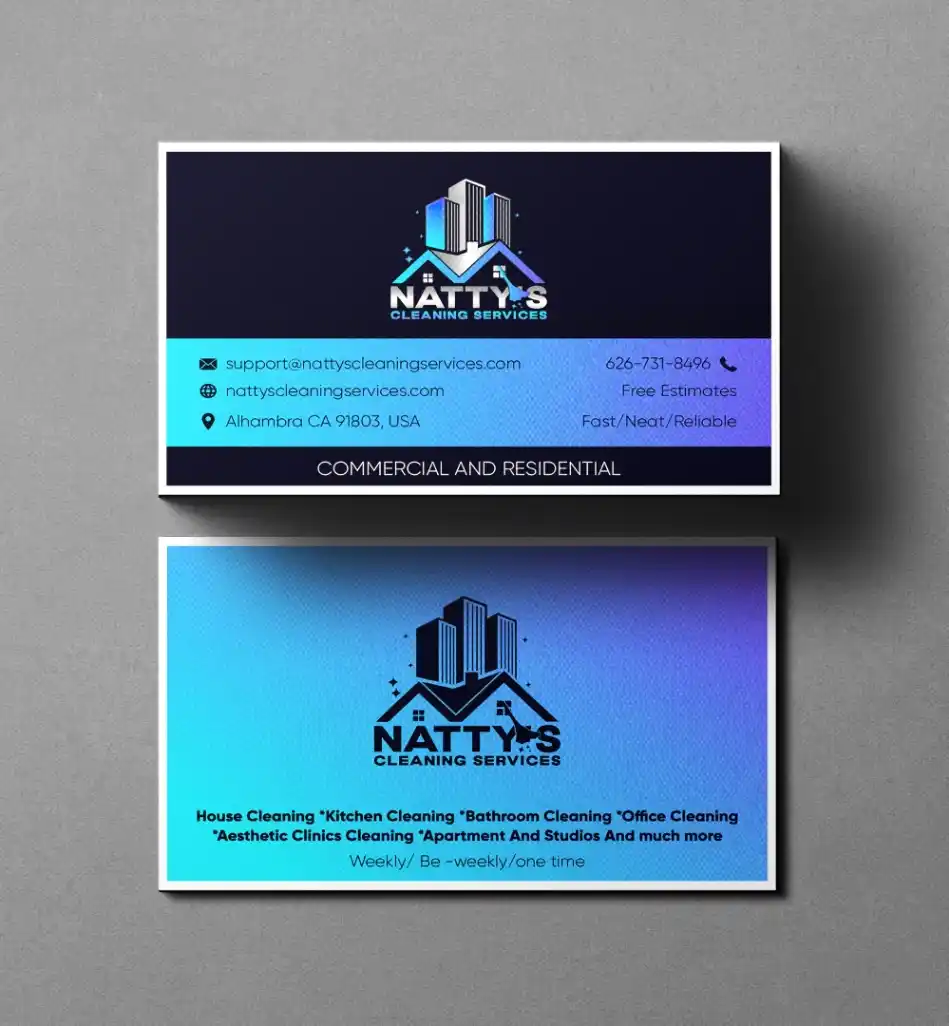 NATTY'S
CLEANING SERVICES
support@nattyscleaningservices.com
626-731-8496
nattyscleaningservices.com
Free Estimates
Alhambra CA 91803, USA
Fast/Neat/Reliable
COMMERCIAL AND RESIDENTIAL
NATTY'S
CLEANING SERVICES
House Cleaning *Kitchen Cleaning *Bathroom Cleaning *Office Cleaning
*Aesthetic Clinics Cleaning *Apartment And Studios And much more
Weekly/ Be -weekly/one time